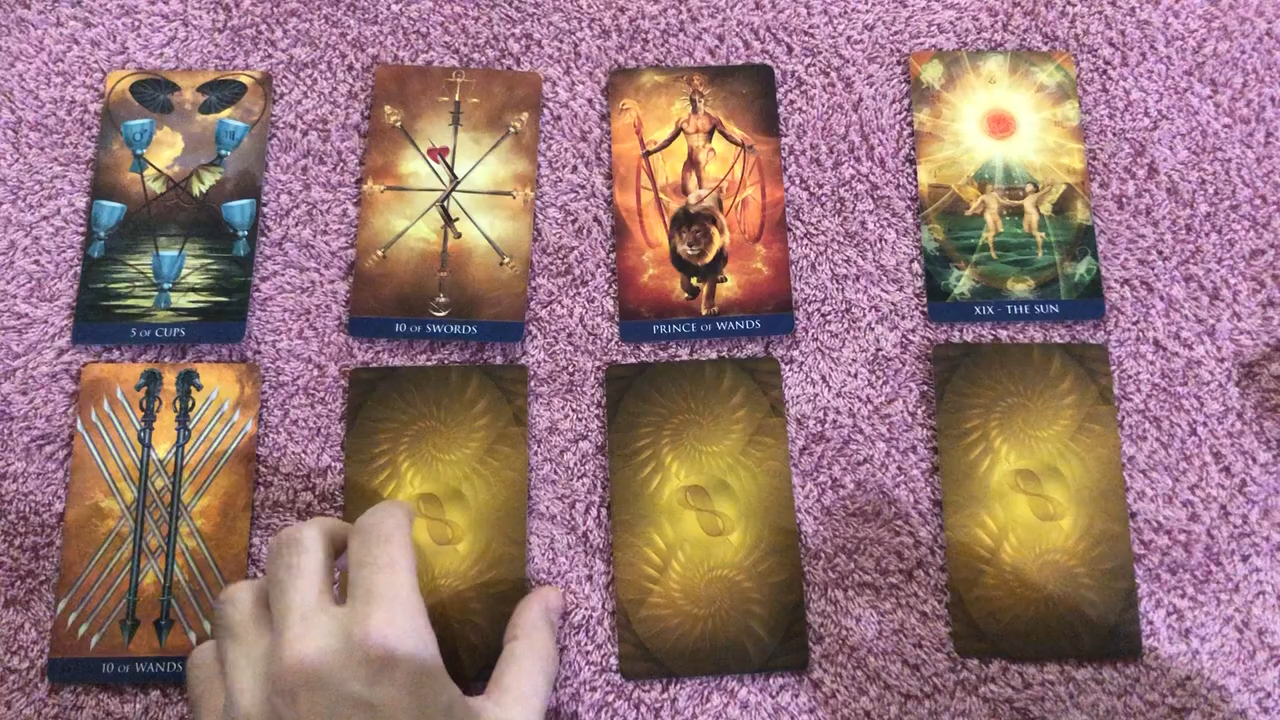 5 OF CUPS
10 OF SWORDS
PRINCE OF WANDS
XIX - THE SUN
10 OF WANDS